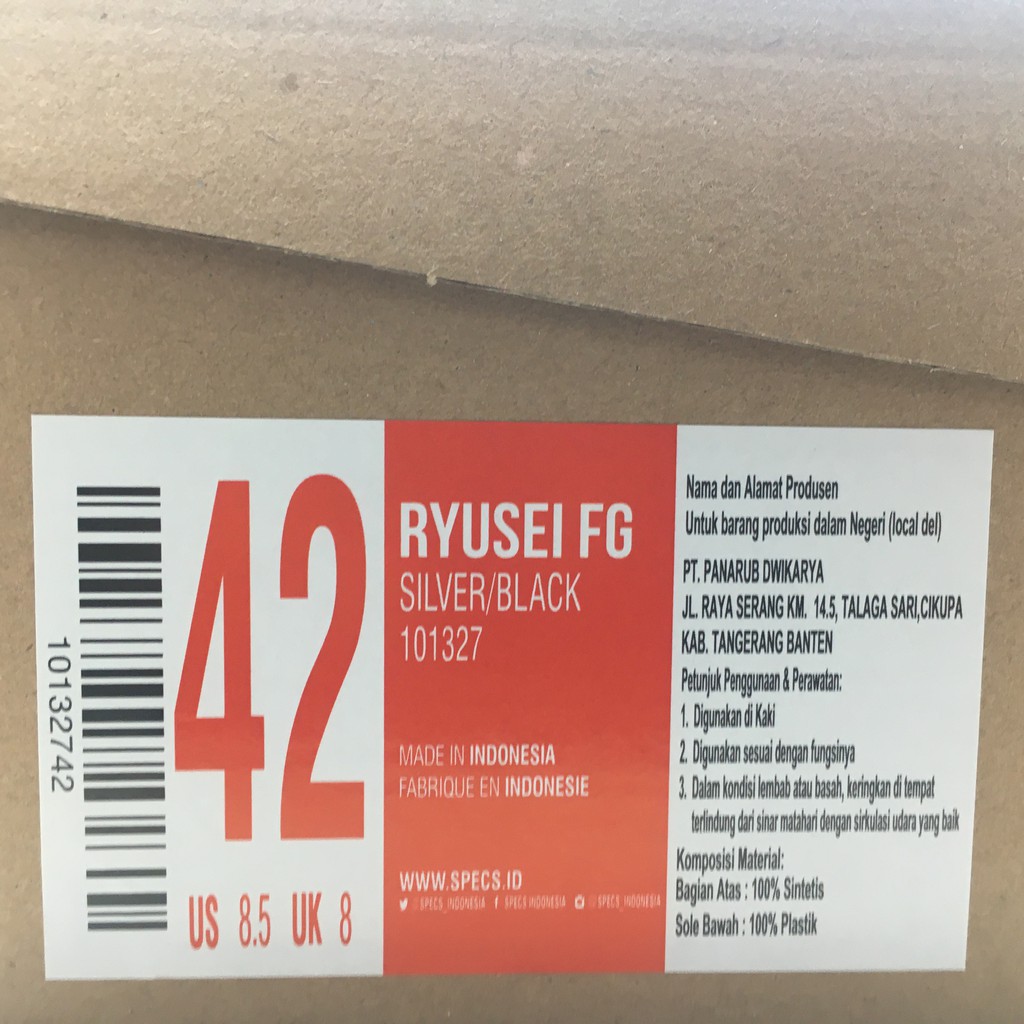 10132742
42
US 8.5 UK 8
RYUSEI FG
SILVER/BLACK
101327
MADE IN INDONESIA
FABRIQUE EN INDONESIE
WWW.SPECS.ID
@SPECS_INDONESIA f SPECS INDONESIA @SPECS_INDONESIA
Nama dan Alamat Produsen
Untuk barang produksi dalam Negeri (local del)
PT. PANARUB DWIKARYA
JL. RAYA SERANG KM. 14.5, TALAGA SARI,CIKUPA
KAB. TANGERANG BANTEN
Petunjuk Penggunaan & Perawatan:
1. Digunakan di Kaki
2. Digunakan sesuai dengan fungsinya
3. Dalam kondisi lembab atau basah, keringkan di tempat
terlindung dari sinar matahari dengan sirkulasi udara yang baik
Komposisi Material:
Bagian Atas : 100% Sintetis
Sole Bawah : 100% Plastik